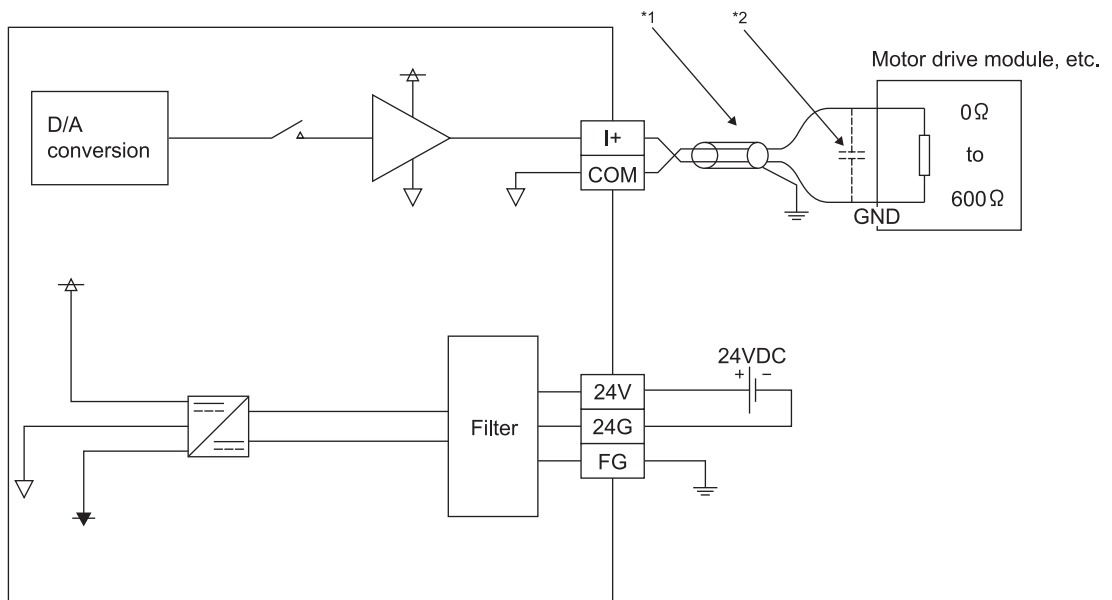 *1
*2
Motor drive module, etc.
D/A
conversion
I+
COM
0Ω
to
600Ω
GND
24VDC
+ −
Filter
24V
24G
FG